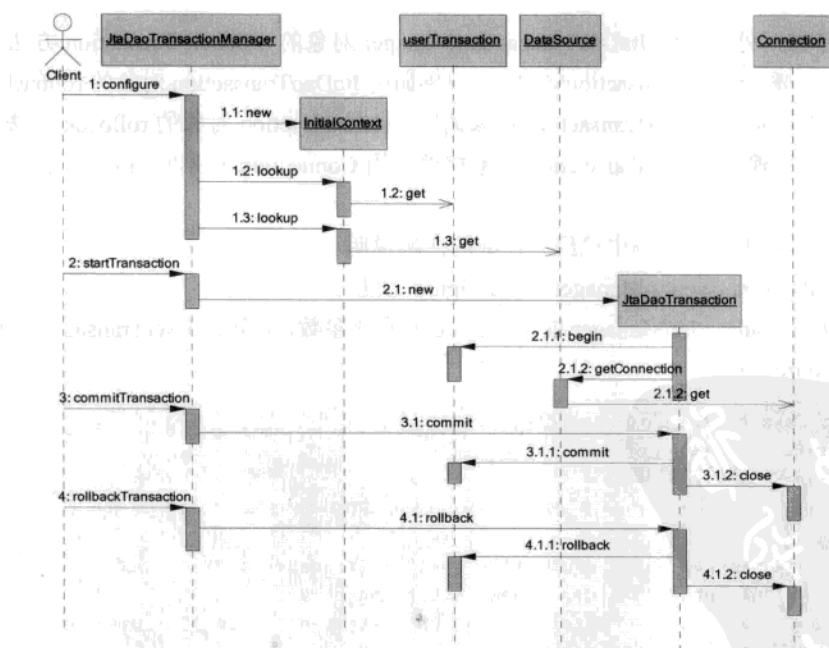 JtaDaoTransactionManager
userTransaction
DataSource
Connection
Client
1: configure
1.1: new
InitialContext
1.2: lookup
1.2: get
1.3: lookup
1.3: get
2: startTransaction
2.1: new
JtaDaoTransaction
2.1.1: begin
2.1.2: getConnection
2.1.2: get
3: commitTransaction
3.1: commit
3.1.1: commit
3.1.2: close
4: rollbackTransaction
4.1: rollback
4.1.1: rollback
4.1.2: close